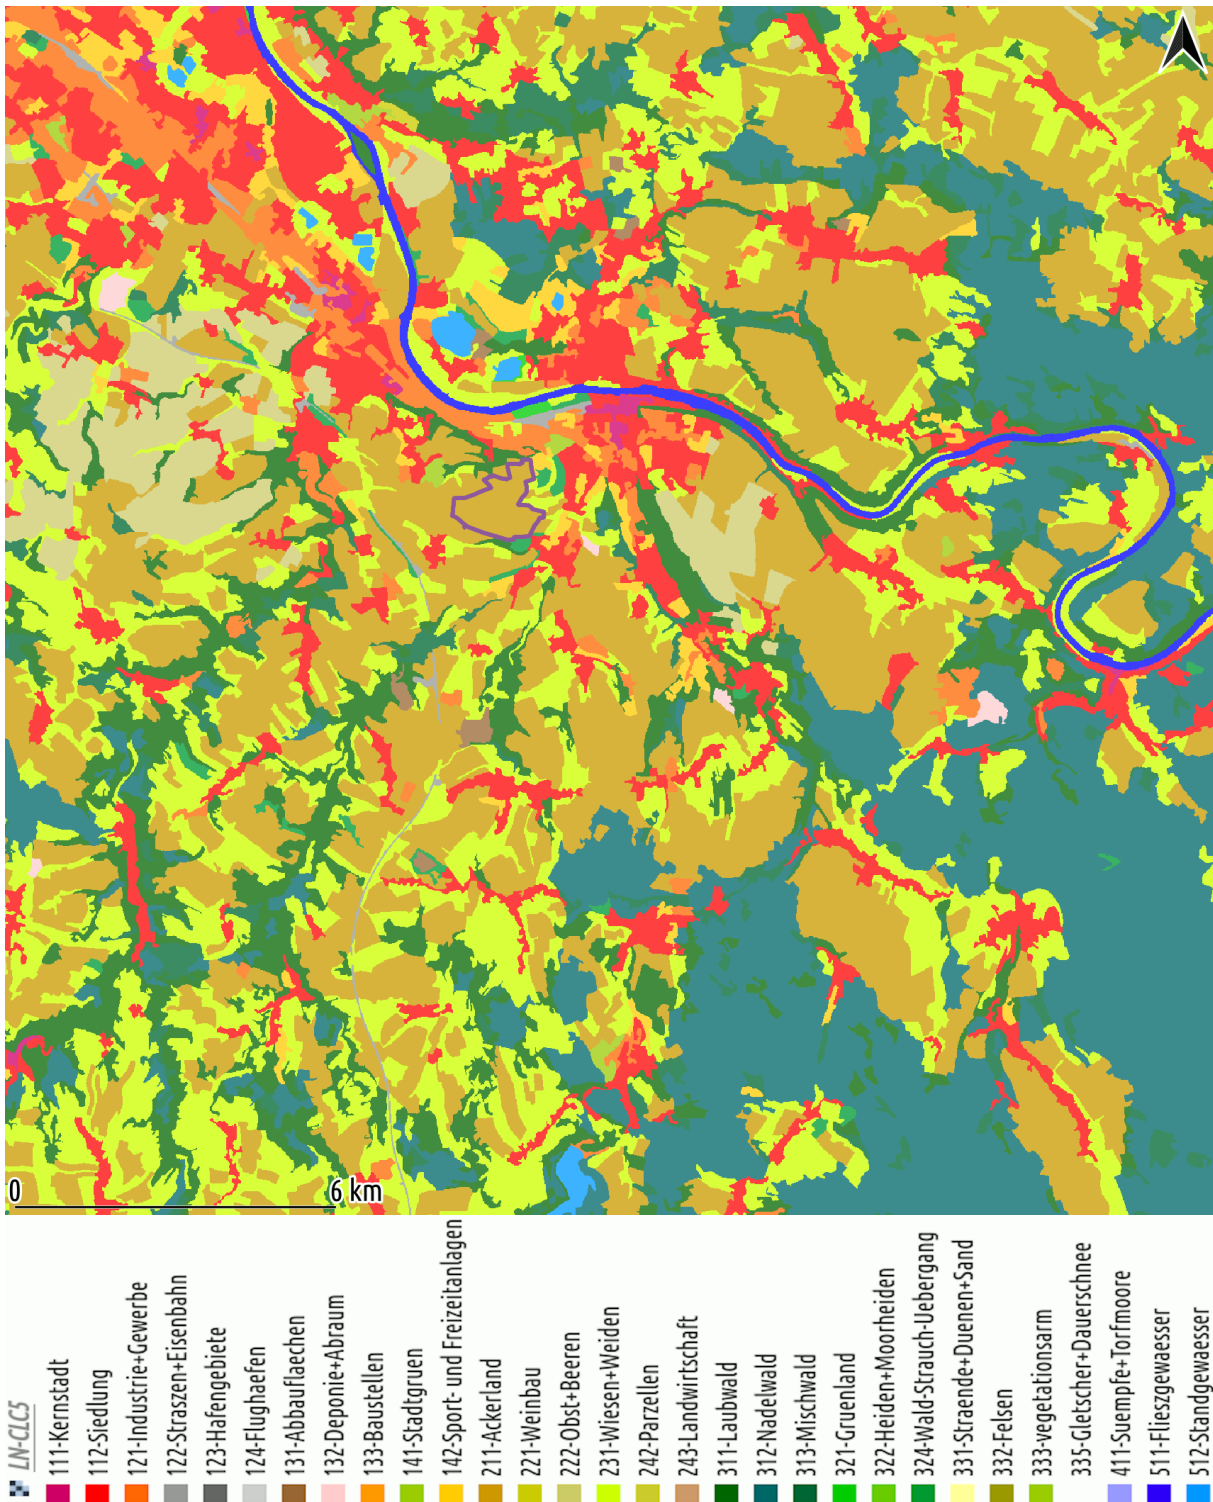 0
6 km
LN-CLC5
111-Kernstadt
112-Siedlung
121-Industrie+Gewerbe
122-Straszen+Eisenbahn
123-Hafengebiete
124-Flughaefen
131-Abbauflaechen
132-Deponie+Abraum
133-Baustellen
141-Stadtgruen
142-Sport- und Freizeitanlagen
211-Ackerland
221-Weinbau
222-Obst+Beeren
231-Wiesen+Weiden
242-Parzellen
243-Landwirtschaft
311-Laubwald
312-Nadelwald
313-Mischwald
321-Gruenland
322-Heiden+Moorheiden
324-Wald-Strauch-Uebergang
331-Straende+Duenen+Sand
332-Felsen
333-vegetationsarm
335-Gletscher+Dauerschnee
411-Suempfe+Torfmoore
511-Flieszgewaesser
512-Standgewaesser